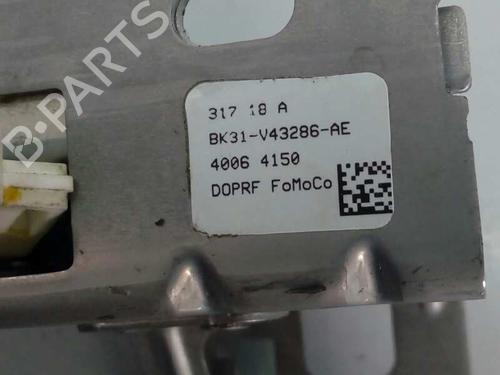 B-PARTS
317 18 A
BK31-V43286-AE
4006 4150
DOPRF FoMoCo